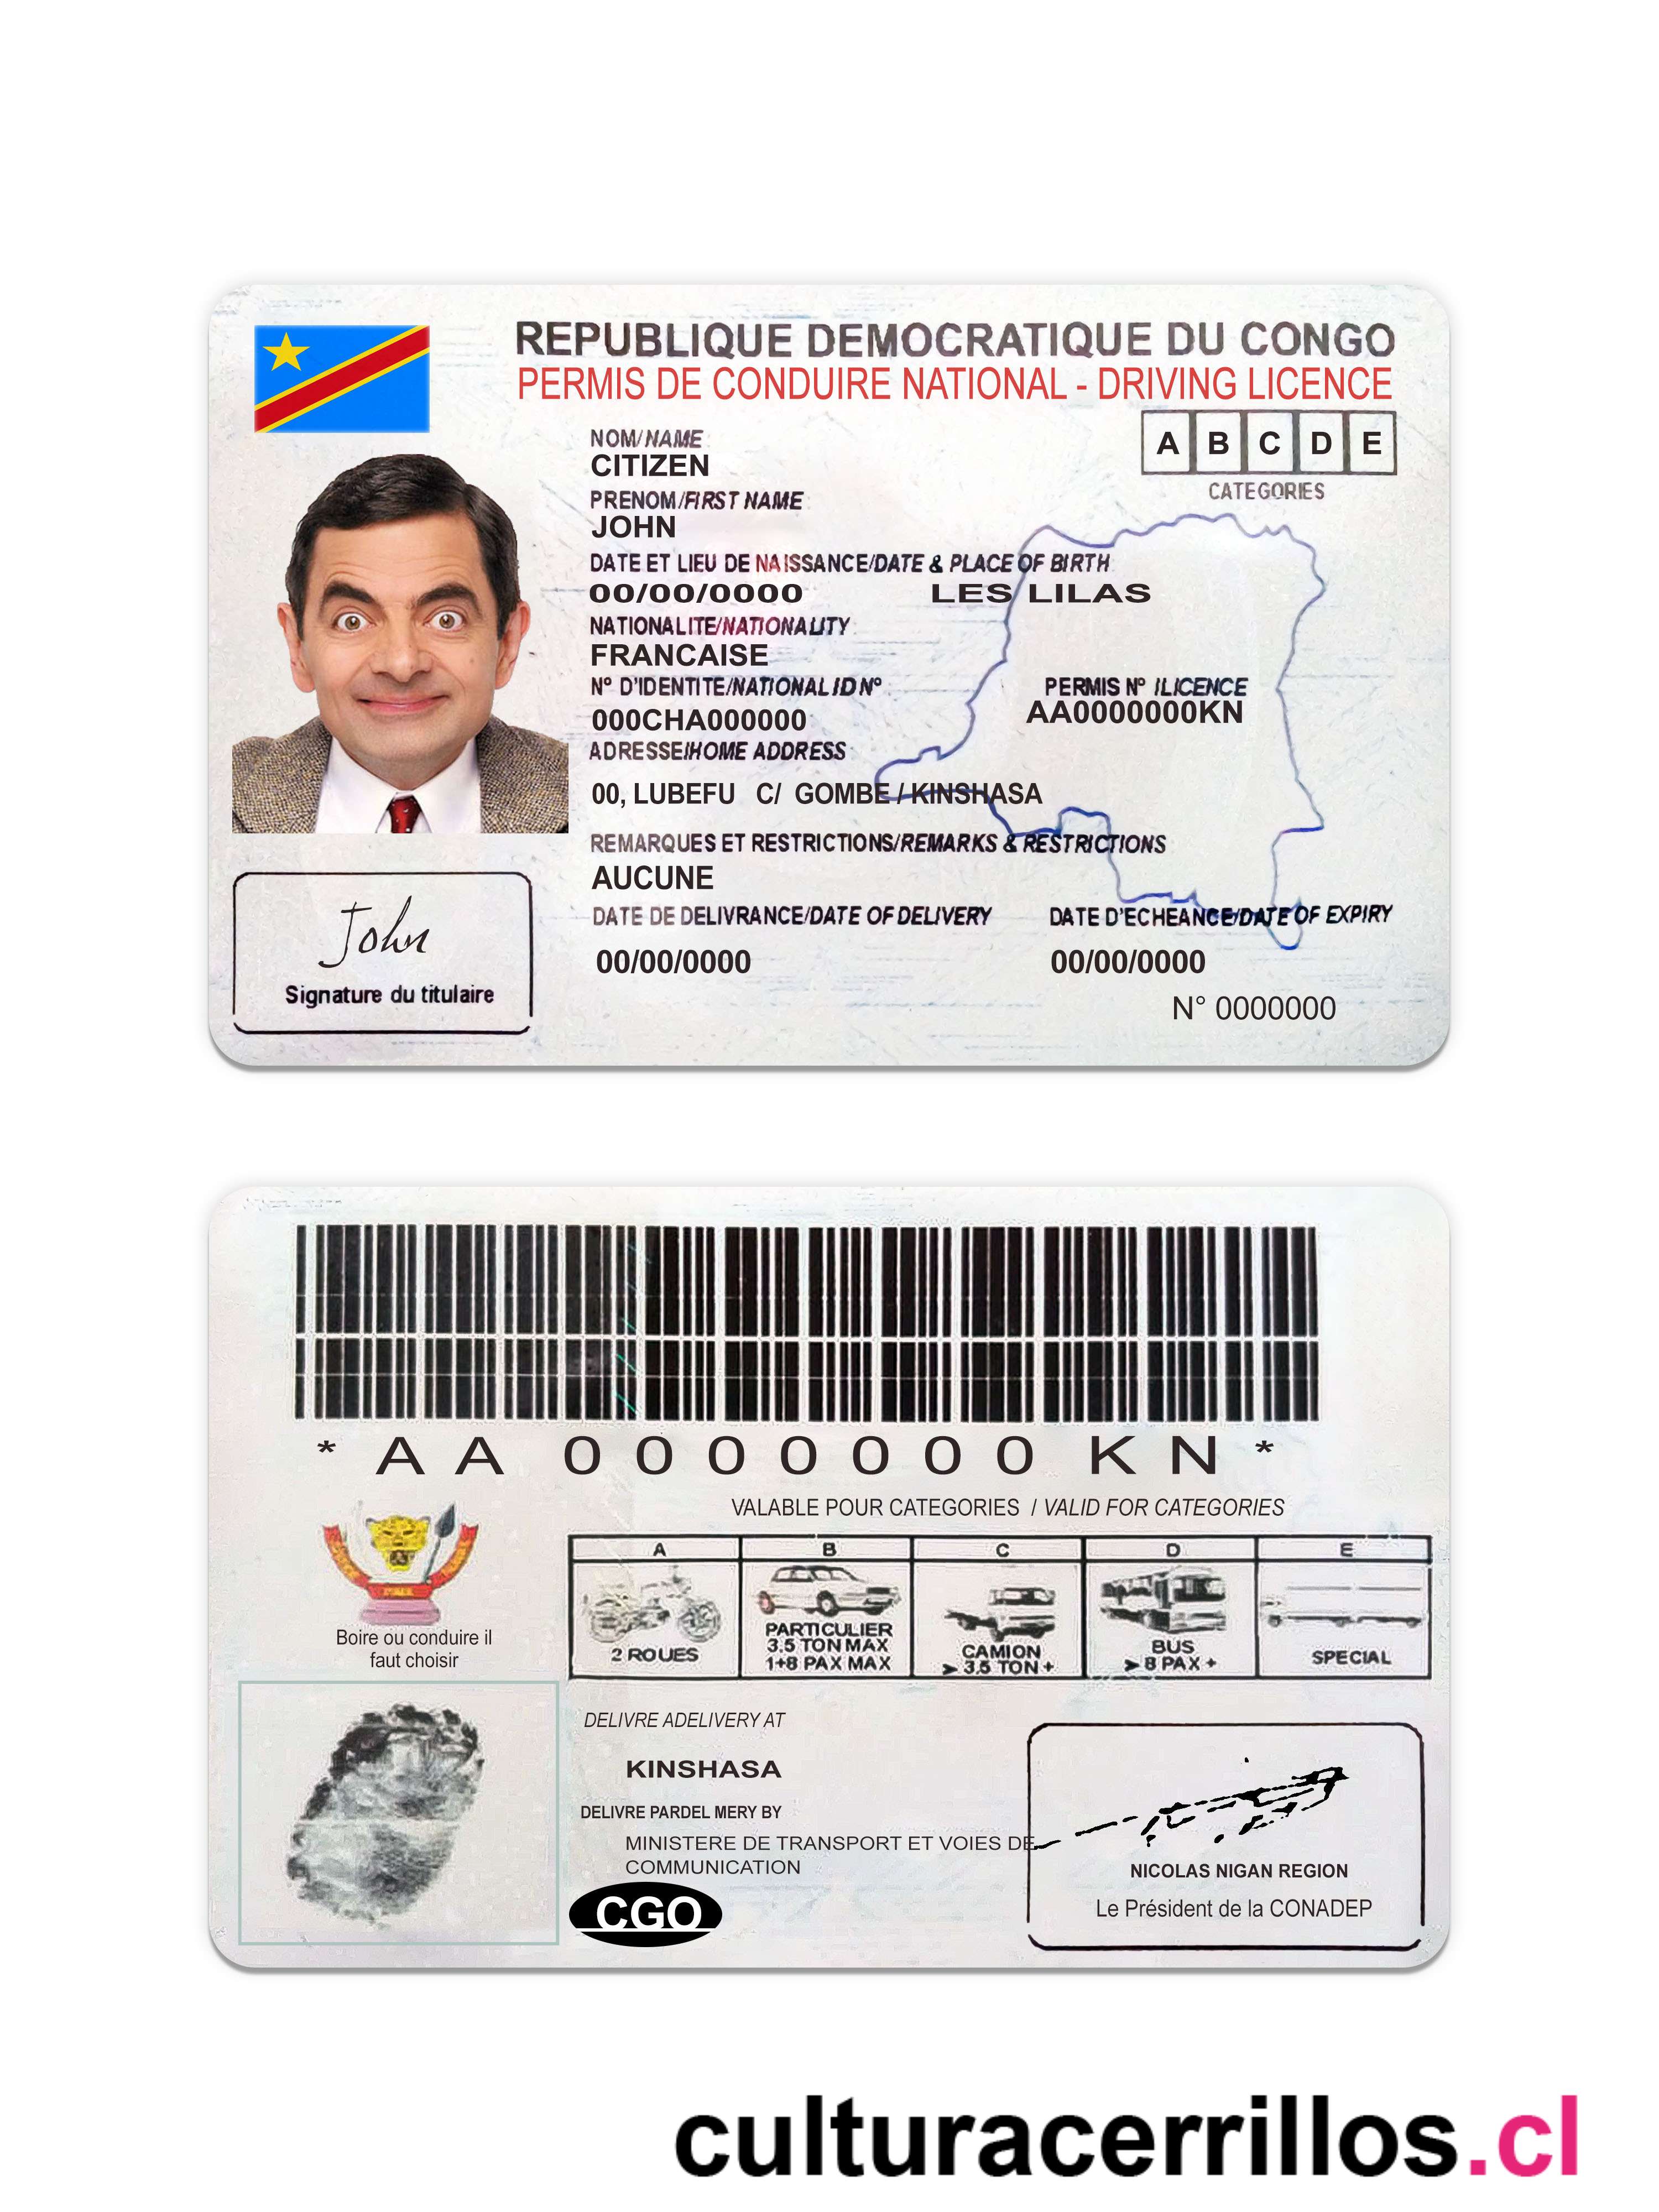 REPUBLIQUE DEMOCRATIQUE DU CONGO
PERMIS DE CONDUIRE NATIONAL - DRIVING LICENCE
A B C D E
CATEGORIES
NOM/NAME
CITIZEN
PRENOM/FIRST NAME
JOHN
DATE ET LIEU DE NAISSANCE/DATE & PLACE OF BIRTH
00/00/0000 LES LILAS
NATIONALITE/NATIONALITY
FRANCAISE
N° D'IDENTITE/NATIONAL ID N° PERMIS N° /LICENCE
000CHA000000 AA0000000KN
ADRESSE/HOME ADDRESS
00, LUBEFU C/ GOMBE / KINSHASA
REMARQUES ET RESTRICTIONS/REMARKS & RESTRICTIONS
AUCUNE
DATE DE DELIVRANCE/DATE OF DELIVERY DATE D'ECHEANCE/DATE OF EXPIRY
00/00/0000 00/00/0000
N° 0000000
John
Signature du titulaire
* A A 0 0 0 0 0 0 0 K N *
VALABLE POUR CATEGORIES / VALID FOR CATEGORIES
A B C D E
2 ROUES
PARTICULIER
3.5 TON MAX
1+8 PAX MAX
CAMION
> 3.5 TON +
BUS
> 8 PAX +
SPECIAL
Boire ou conduire il
faut choisir
DELIVRE ADELIVERY AT
KINSHASA
DELIVRE PARDEL MERY BY
MINISTERE DE TRANSPORT ET VOIES DE
COMMUNICATION
CGO
NICOLAS NIGAN REGION
Le Président de la CONADEP
culturacerrillos.cl